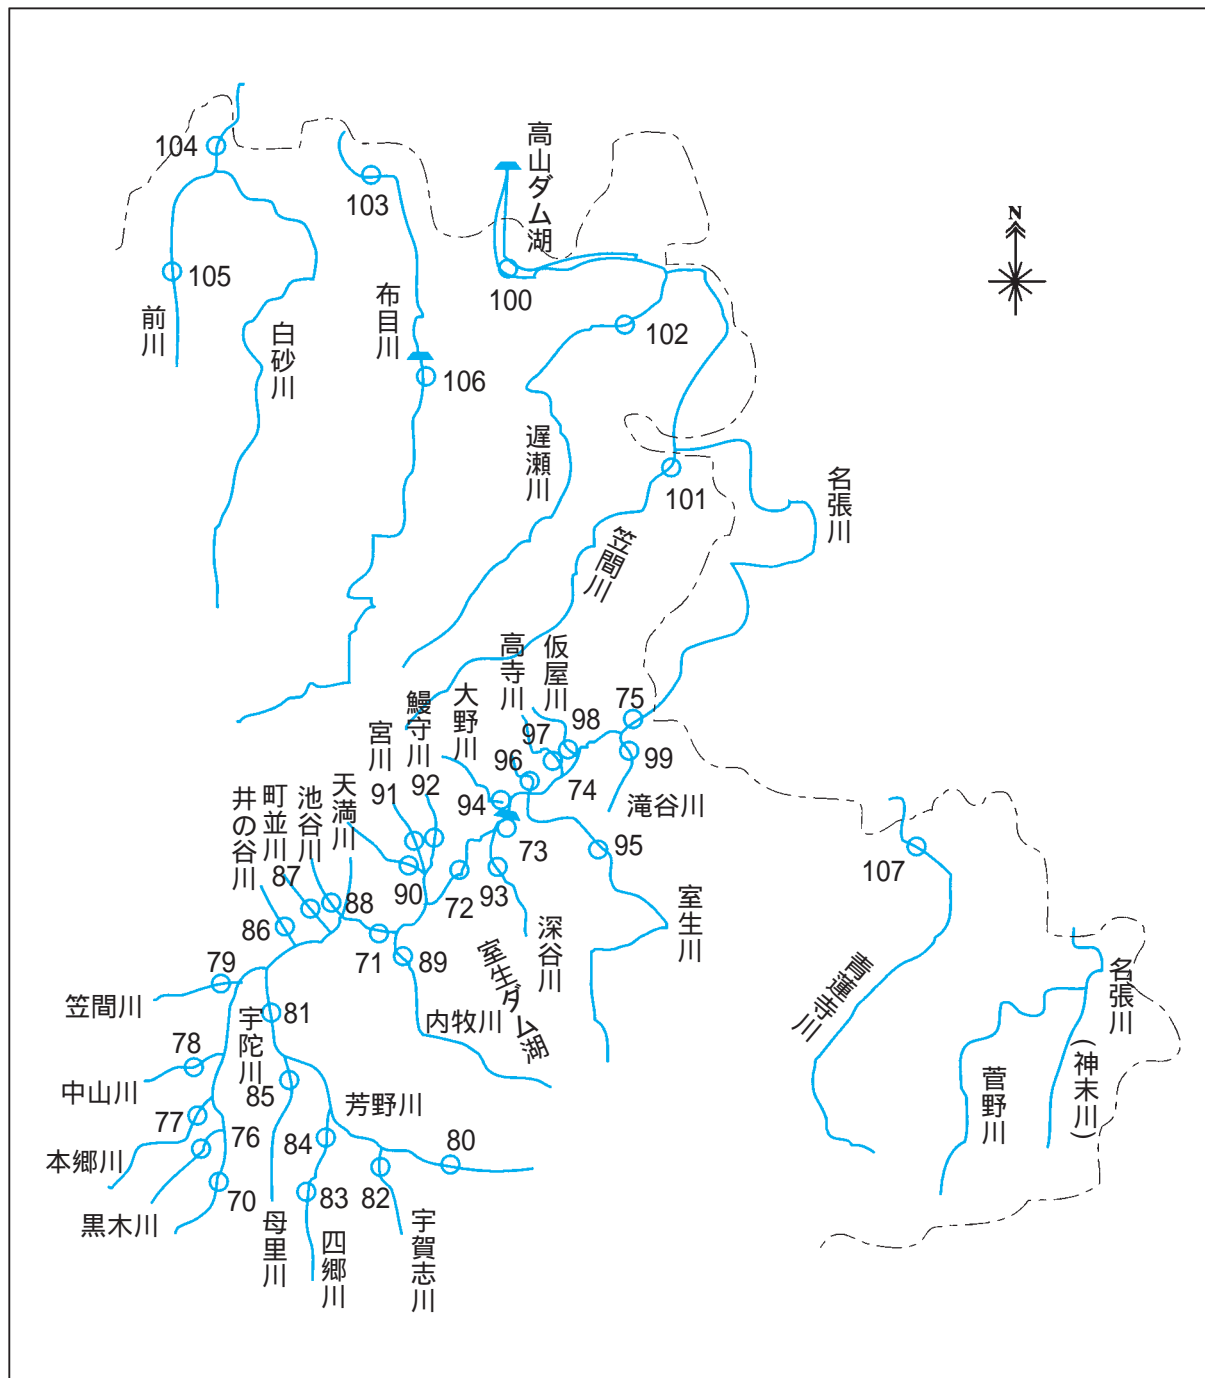 104
103
高山ダム湖
N
105
100
前川
白砂川
布目川
102
106
遅瀬川
101
名張川
笠間川
高寺川
仮屋川
75
98
97
大野川
鰻守川
宮川
96
99
74
滝谷川
94
92
91
天満川
池谷川
町並川
井の谷川
73
95
107
87
88
90
72
93
86
71
89
深谷川
室生川
室生ダム湖
79
笠間川
81
宇陀川
内牧川
青蓮寺川
名張川
(神末川)
78
中山川
85
菅野川
芳野川
77
76
84
80
本郷川
70
83
82
黒木川
母里川
四郷川
宇賀志川